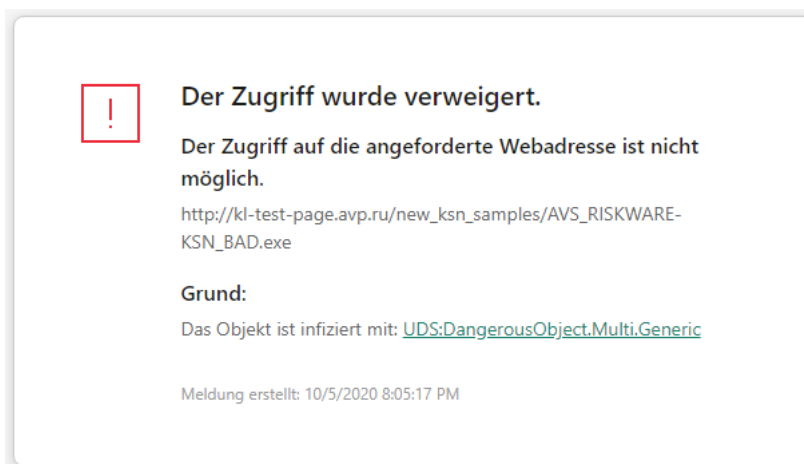 !
Der Zugriff wurde verweigert.
Der Zugriff auf die angeforderte Webadresse ist nicht
möglich.
http://kl-test-page.avp.ru/new_ksn_samples/AVS_RISKWARE-
KSN_BAD.exe
Grund:
Das Objekt ist infiziert mit: UDS:DangerousObject.Multi.Generic
Meldung erstellt: 10/5/2020 8:05:17 PM